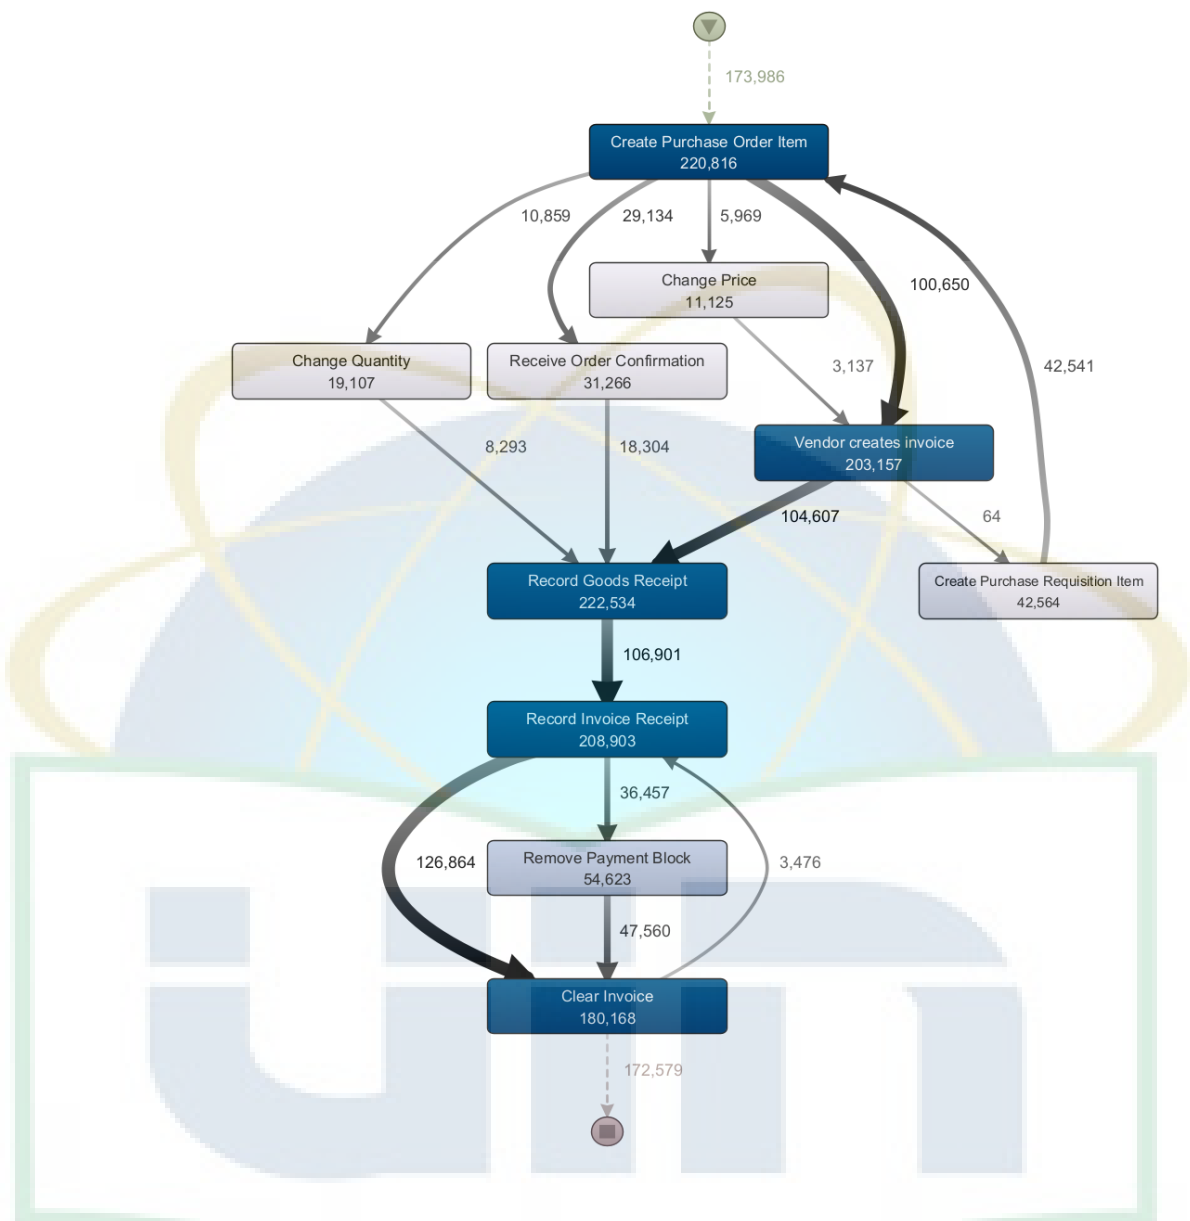 173,986
Create Purchase Order Item
220,816
10,859
29,134
5,969
100,650
Change Price
11,125
Change Quantity
19,107
Receive Order Confirmation
31,266
3,137
42,541
Vendor creates invoice
203,157
8,293
18,304
104,607
64
Record Goods Receipt
222,534
Create Purchase Requisition Item
42,564
106,901
Record Invoice Receipt
208,903
36,457
126,864
Remove Payment Block
54,623
3,476
47,560
Clear Invoice
180,168
172,579
uin